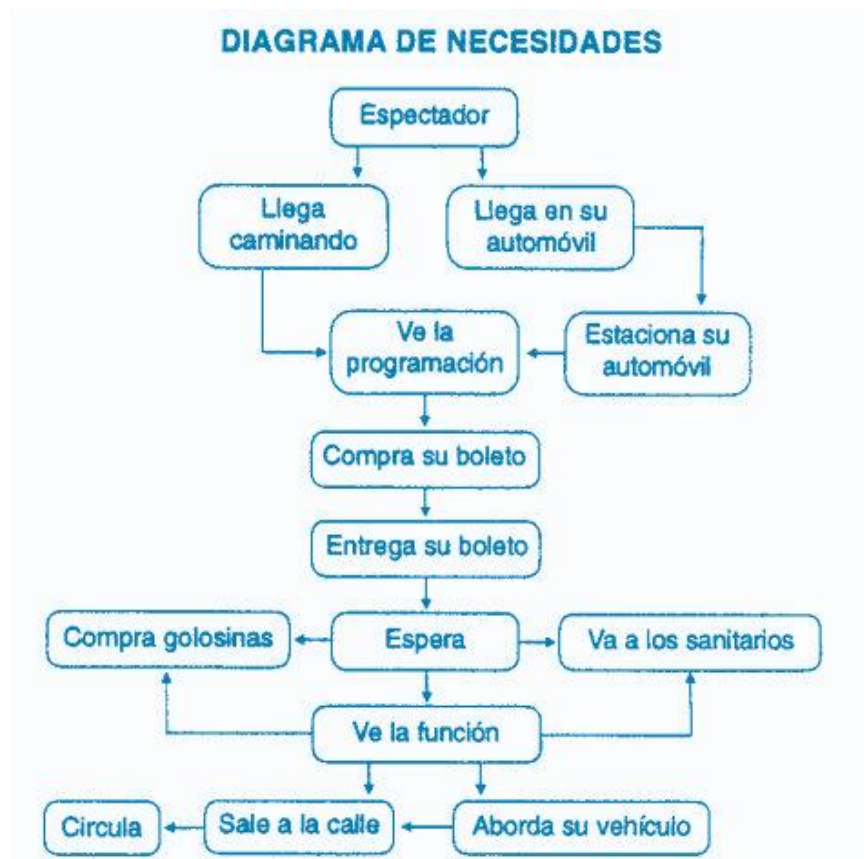 DIAGRAMA DE NECESIDADES
Espectador
Llega
caminando
Llega en su
automóvil
Ve la
programación
Estaciona su
automóvil
Compra su boleto
Entrega su boleto
Compra golosinas
Espera
Va a los sanitarios
Ve la función
Circula
Sale a la calle
Aborda su vehículo